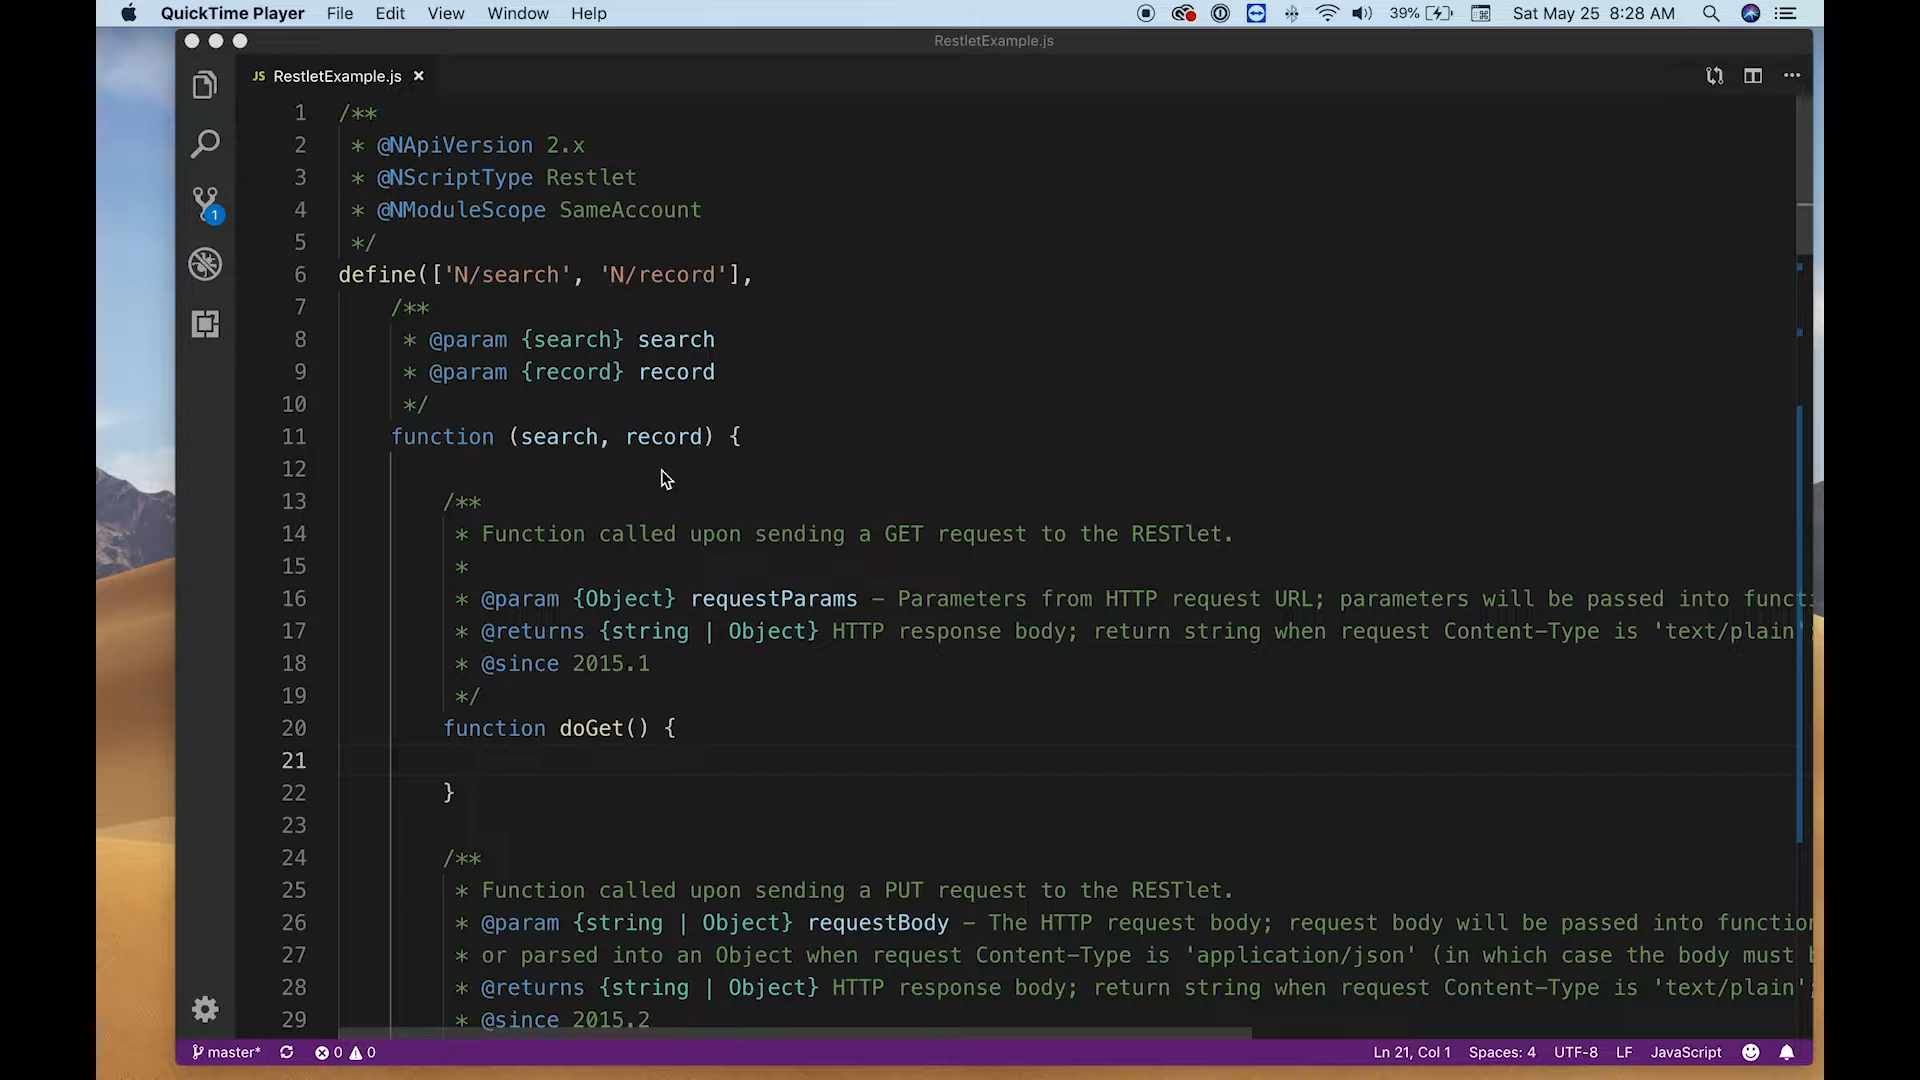 QuickTime Player File Edit View Window Help 39% Sat May 25 8:28 AM
RestletExample.js
JS RestletExample.js ×
1 /**
2 * @NApiVersion 2.x
3 * @NScriptType Restlet
4 * @NModuleScope SameAccount
5 */
6 define(['N/search', 'N/record'],
7 /**
8 * @param {search} search
9 * @param {record} record
10 */
11 function (search, record) {
12
13 /**
14 * Function called upon sending a GET request to the RESTlet.
15 *
16 * @param {Object} requestParams - Parameters from HTTP request URL; parameters will be passed into functi
17 * @returns {string | Object} HTTP response body; return string when request Content-Type is 'text/plain';
18 * @since 2015.1
19 */
20 function doGet() {
21
22 }
23
24 /**
25 * Function called upon sending a PUT request to the RESTlet.
26 * @param {string | Object} requestBody - The HTTP request body; request body will be passed into function
27 * or parsed into an Object when request Content-Type is 'application/json' (in which case the body must b
28 * @returns {string | Object} HTTP response body; return string when request Content-Type is 'text/plain';
29 * @since 2015.2
1
master* 0 0 Ln 21, Col 1 Spaces: 4 UTF-8 LF JavaScript